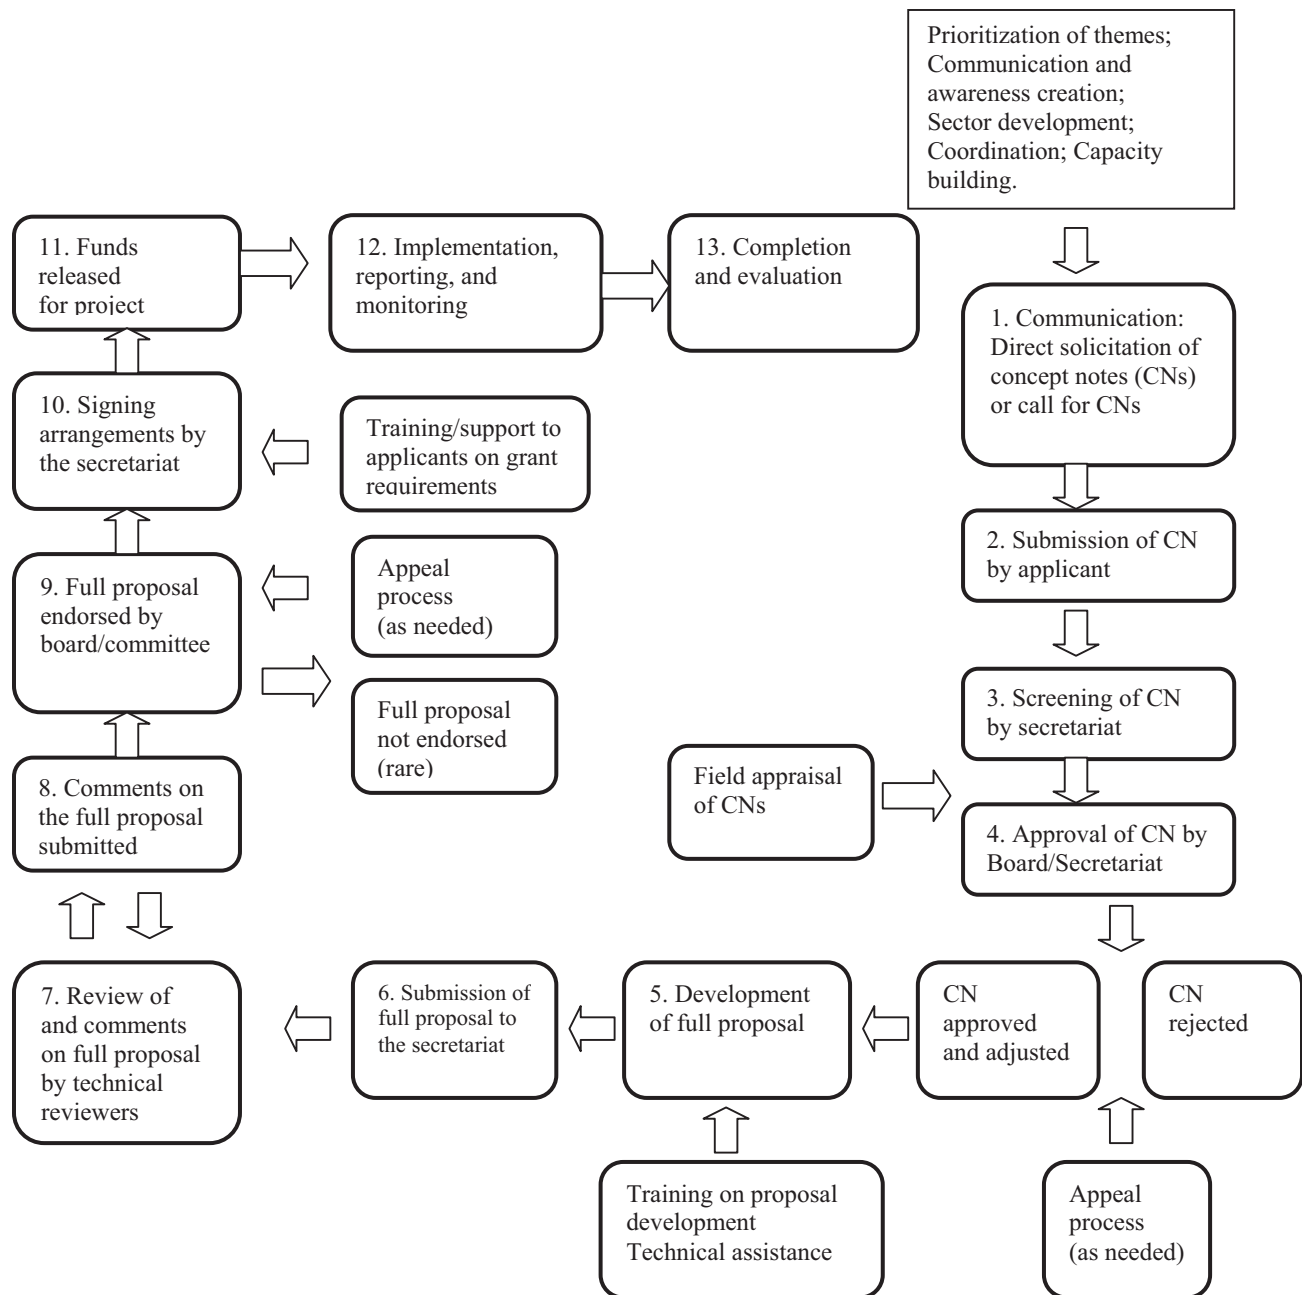 Prioritization of themes;
Communication and
awareness creation;
Sector development;
Coordination; Capacity
building.
11. Funds
released
for project
12. Implementation,
reporting, and
monitoring
13. Completion
and evaluation
1. Communication:
Direct solicitation of
concept notes (CNs)
or call for CNs
10. Signing
arrangements by
the secretariat
Training/support to
applicants on grant
requirements
2. Submission of CN
by applicant
9. Full proposal
endorsed by
board/committee
Appeal
process
(as needed)
Full proposal
not endorsed
(rare)
3. Screening of CN
by secretariat
Field appraisal
of CNs
8. Comments on
the full proposal
submitted
4. Approval of CN by
Board/Secretariat
7. Review of
and comments
on full proposal
by technical
reviewers
6. Submission of
full proposal to
the secretariat
5. Development
of full proposal
CN
approved
and adjusted
CN
rejected
Training on proposal
development
Technical assistance
Appeal
process
(as needed)